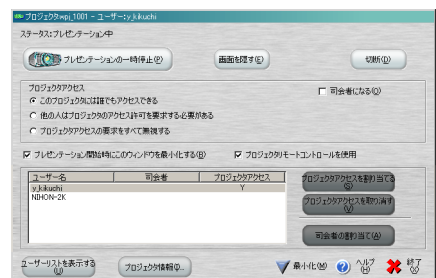 プロジェクタwpj_1001 - ユーザー:y_kikuchi
ステータス:プレゼンテーション中
プレゼンテーションの一時停止(P)
画面を隠す(E)
切断(D)
プロジェクタアクセス
このプロジェクタには誰でもアクセスできる
他の人はプロジェクタのアクセス許可を要求する必要がある
プロジェクタアクセスの要求をすべて無視する
司会者になる(O)
プレゼンテーション開始時にこのウィンドウを最小化する(R)
プロジェクタリモートコントロールを使用
ユーザー名 司会者 プロジェクタアクセス
y_kikuchi Y
NIHON-2K
プロジェクタアクセスを割り当てる(S)
プロジェクタアクセスを取り消す(V)
司会者の割り当て(A)
ユーザーリストを表示する(U)
プロジェクタ情報(I)...
最小化(M)
ヘルプ(H)
終了(X)